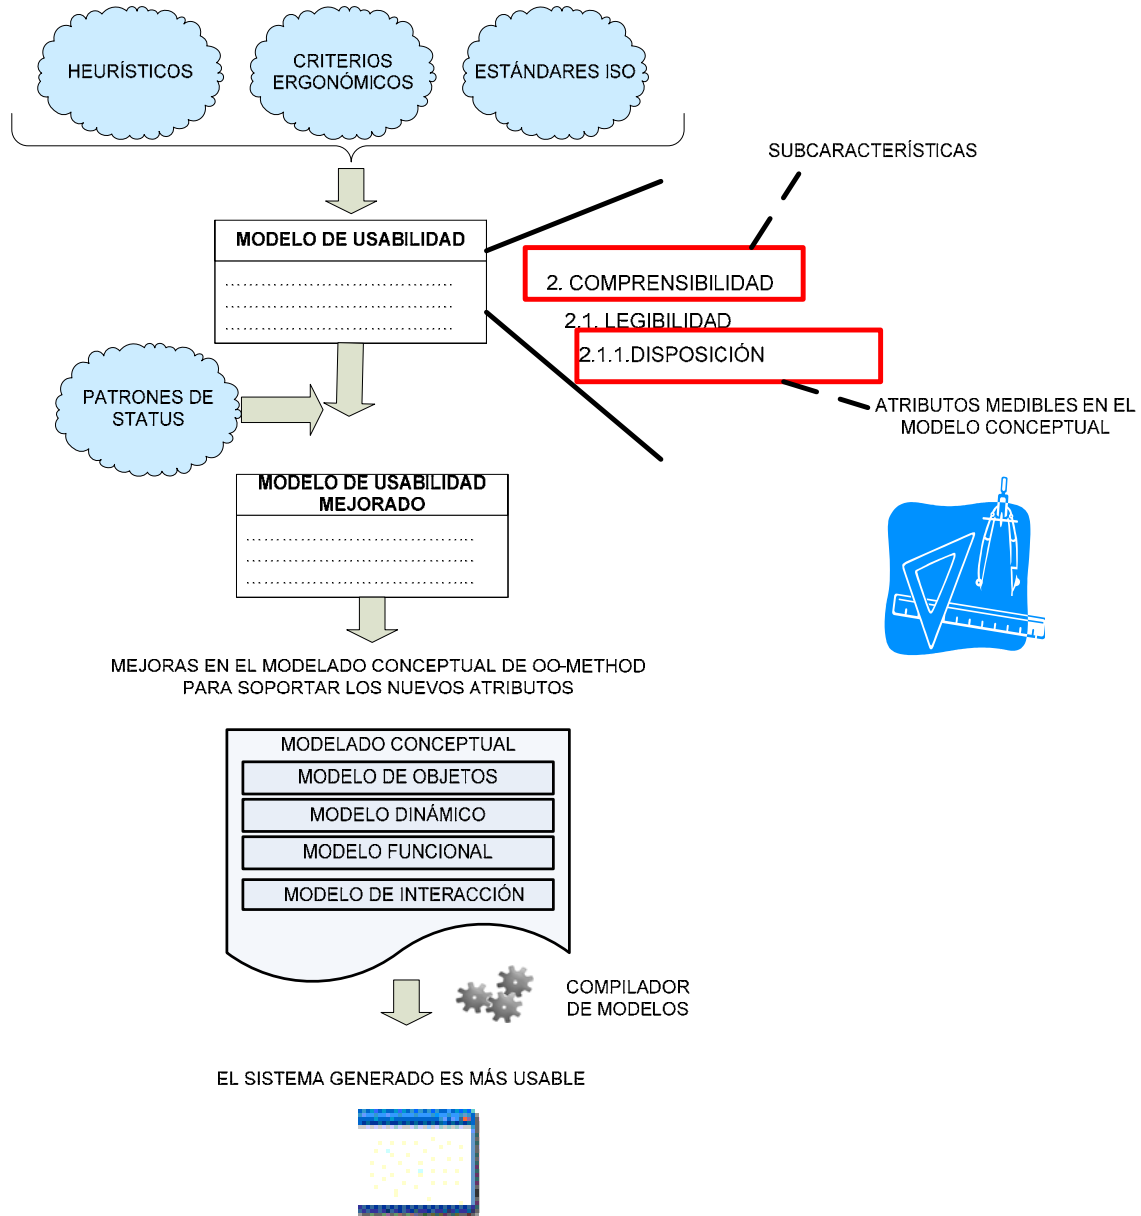 HEURÍSTICOS
CRITERIOS
ERGONÓMICOS
ESTÁNDARES ISO
SUBCARACTERÍSTICAS
MODELO DE USABILIDAD
2. COMPRENSIBILIDAD
2.1. LEGIBILIDAD
2.1.1.DISPOSICIÓN
PATRONES DE
STATUS
ATRIBUTOS MEDIBLES EN EL
MODELO CONCEPTUAL
MODELO DE USABILIDAD
MEJORADO
MEJORAS EN EL MODELADO CONCEPTUAL DE OO-METHOD
PARA SOPORTAR LOS NUEVOS ATRIBUTOS
MODELADO CONCEPTUAL
MODELO DE OBJETOS
MODELO DINÁMICO
MODELO FUNCIONAL
MODELO DE INTERACCIÓN
COMPILADOR
DE MODELOS
EL SISTEMA GENERADO ES MÁS USABLE